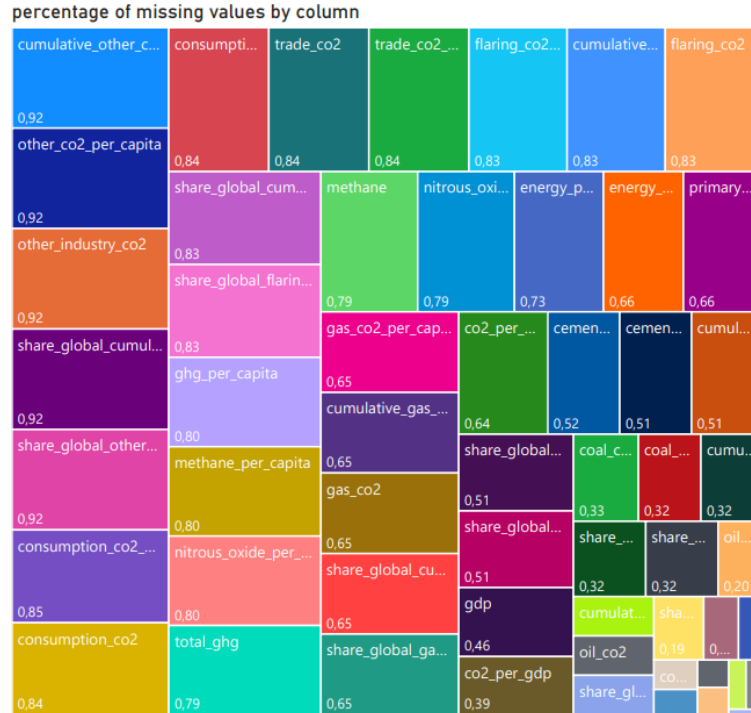 percentage of missing values by column
cumulative_other_c...
0,92
other_co2_per_capita
0,92
other_industry_co2
0,92
share_global_cumul...
0,92
share_global_other...
0,92
consumption_co2_...
0,85
consumption_co2
0,84
consumpti...
0,84
trade_co2
0,84
trade_co2_...
0,84
flaring_co2...
0,83
cumulative...
0,83
flaring_co2
0,83
share_global_cum...
0,83
share_global_flarin...
0,83
ghg_per_capita
0,80
methane_per_capita
0,80
nitrous_oxide_per_...
0,80
total_ghg
0,79
methane
0,79
nitrous_oxi...
0,79
energy_p...
0,73
energy_...
0,66
primary...
0,66
gas_co2_per_cap...
0,65
cumulative_gas_...
0,65
gas_co2
0,65
share_global_cu...
0,65
share_global_ga...
0,65
co2_per_...
0,64
cemen...
0,52
cemen...
0,51
cumul...
0,51
share_global...
0,51
share_global...
0,51
gdp
0,46
co2_per_gdp
0,39
coal_c...
0,33
coal_...
0,32
cumu...
0,32
share_...
0,32
share_...
0,32
oil...
0,20
cumulat...
oil_co2
share_gl...
sha...
0,19
0,...
co...